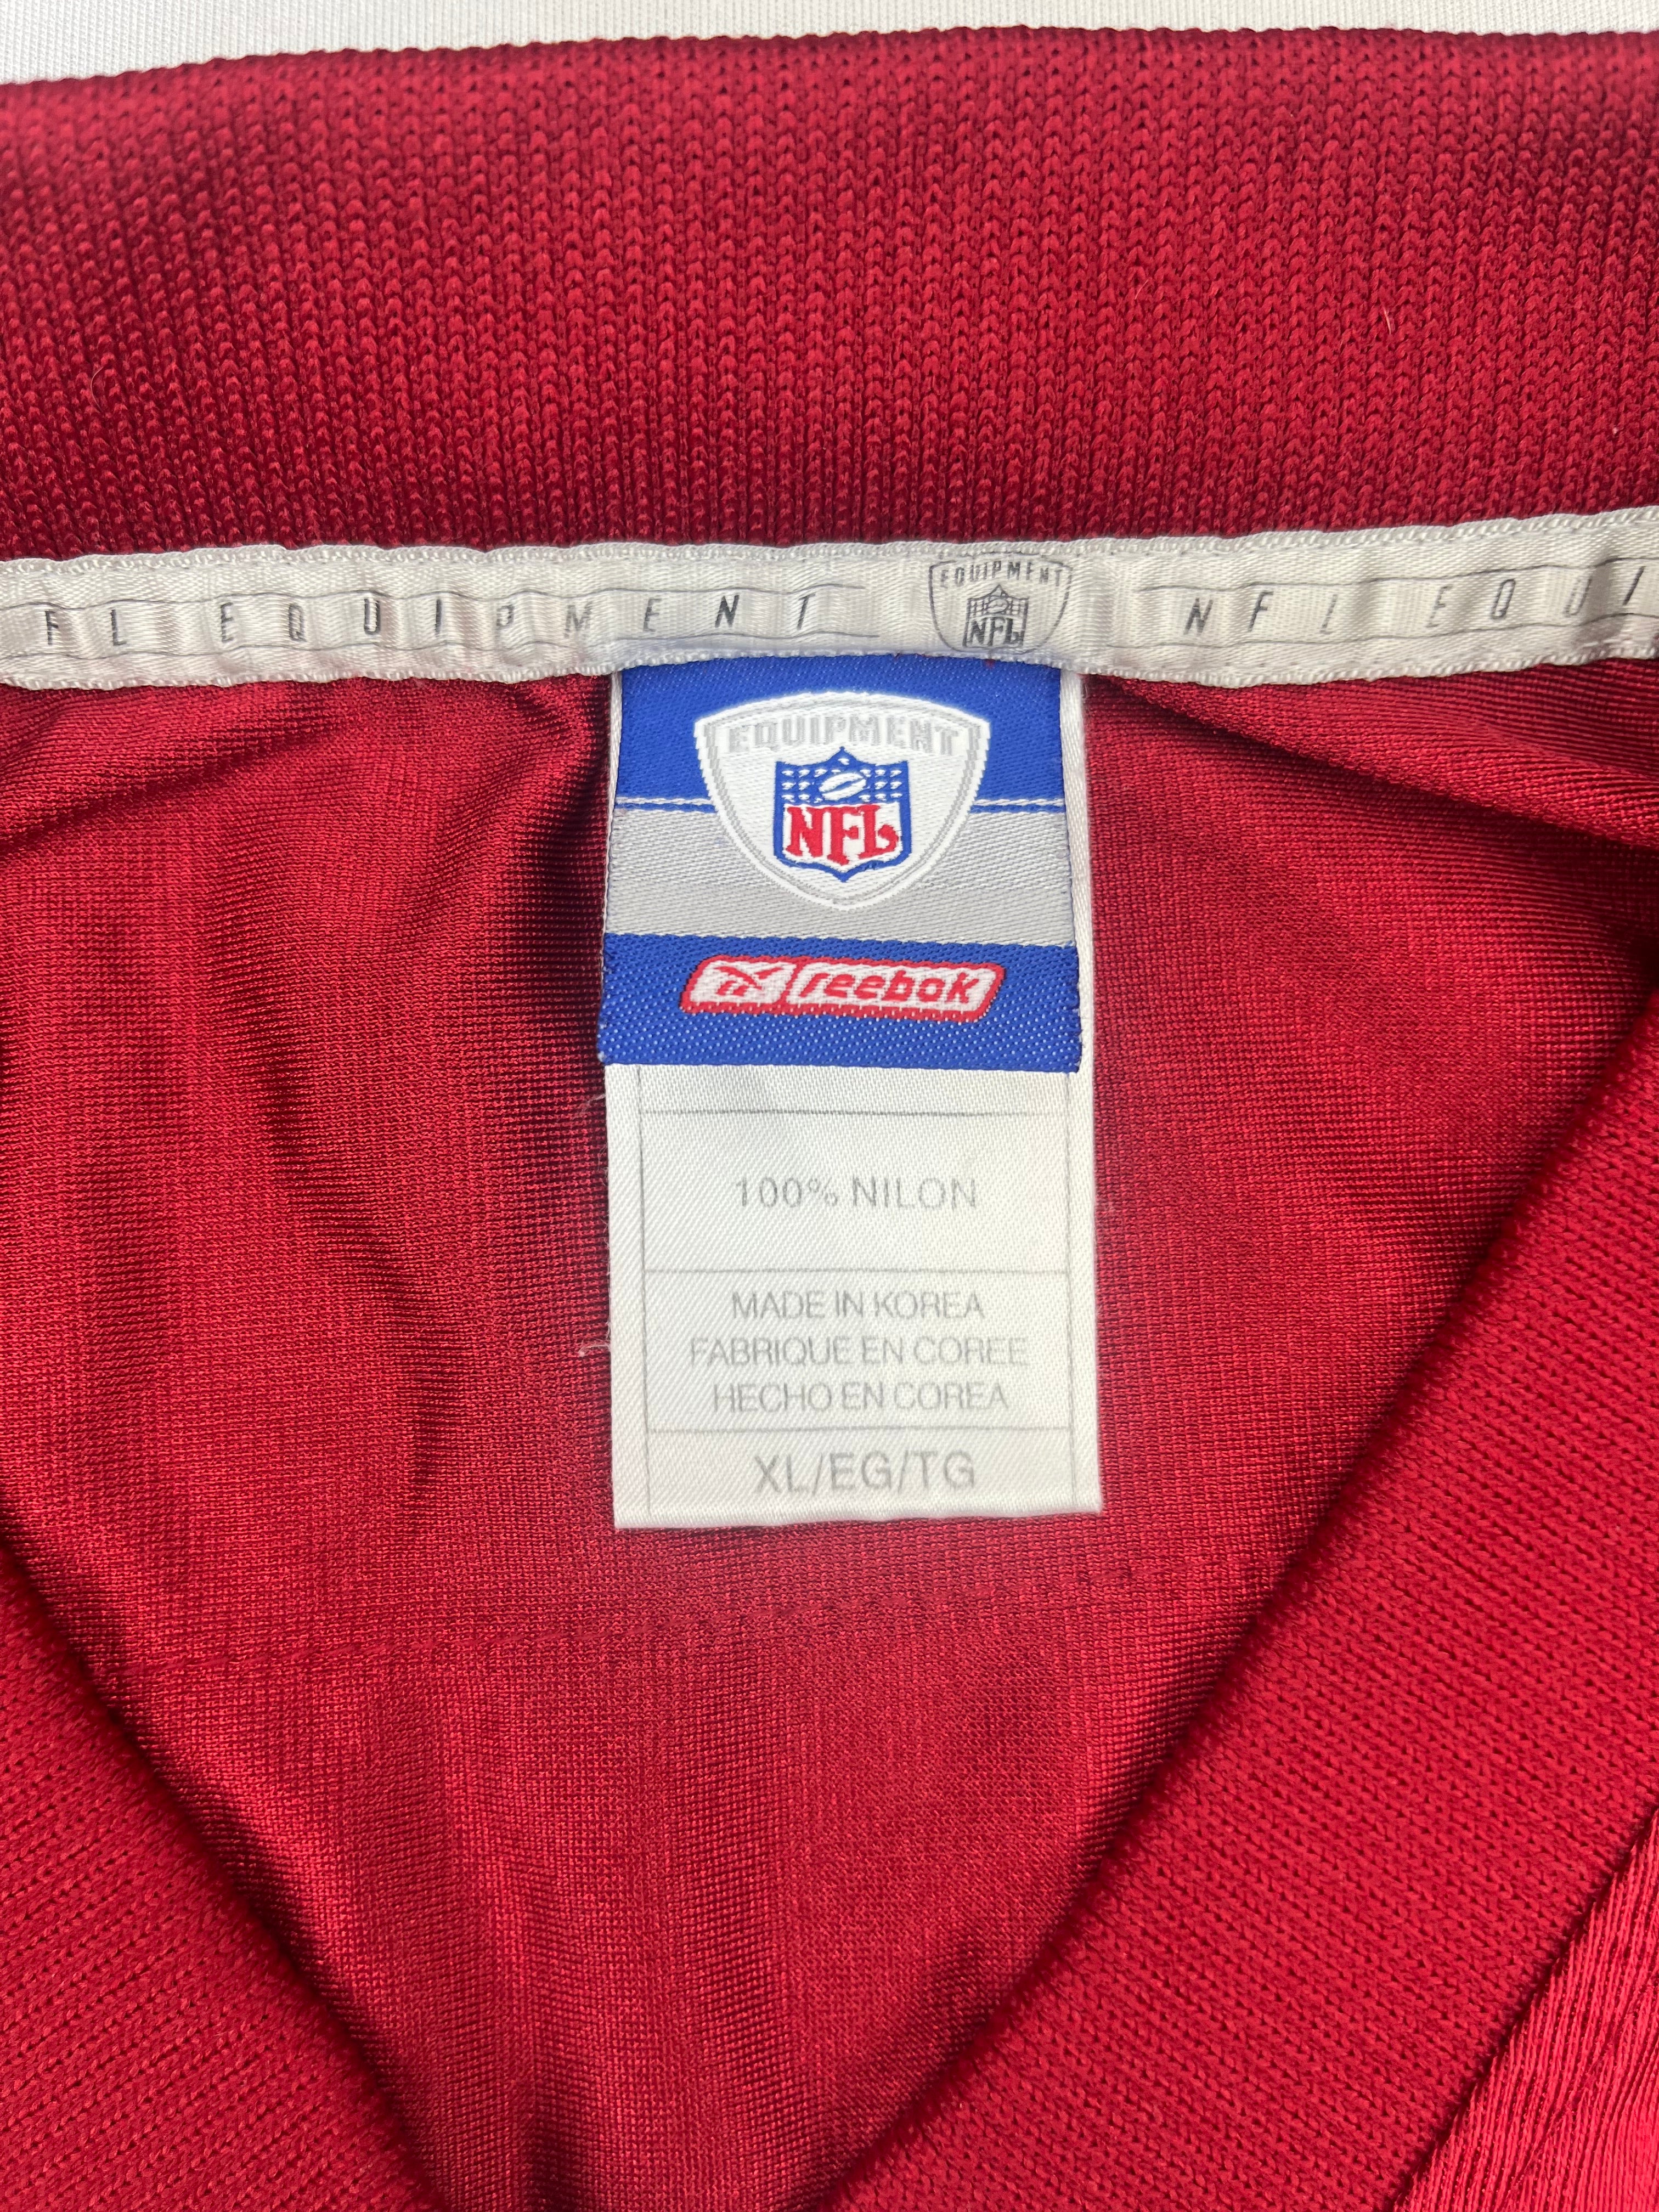 FL EQUIPMENT
EQUIPMENT
NFL
NFL EQUI
EQUIPMENT
NFL
reebok
100% NILON
MADE IN KOREA
FABRIQUE EN COREE
HECHO EN COREA
XL/EG/TG